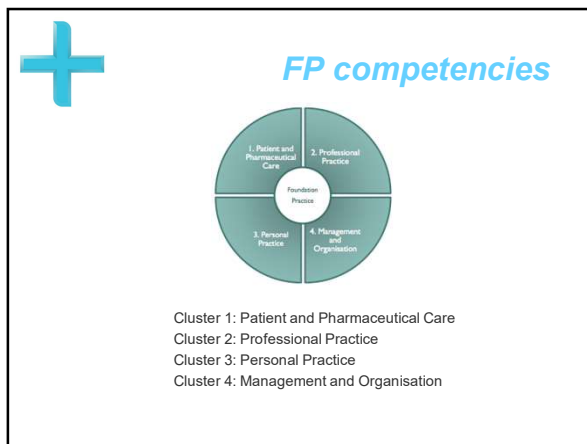 FP competencies
1. Patient and
Pharmaceutical
Care
2. Professional
Practice
Foundation
Practice
3. Personal
Practice
4. Management
and
Organisation
Cluster 1: Patient and Pharmaceutical Care
Cluster 2: Professional Practice
Cluster 3: Personal Practice
Cluster 4: Management and Organisation